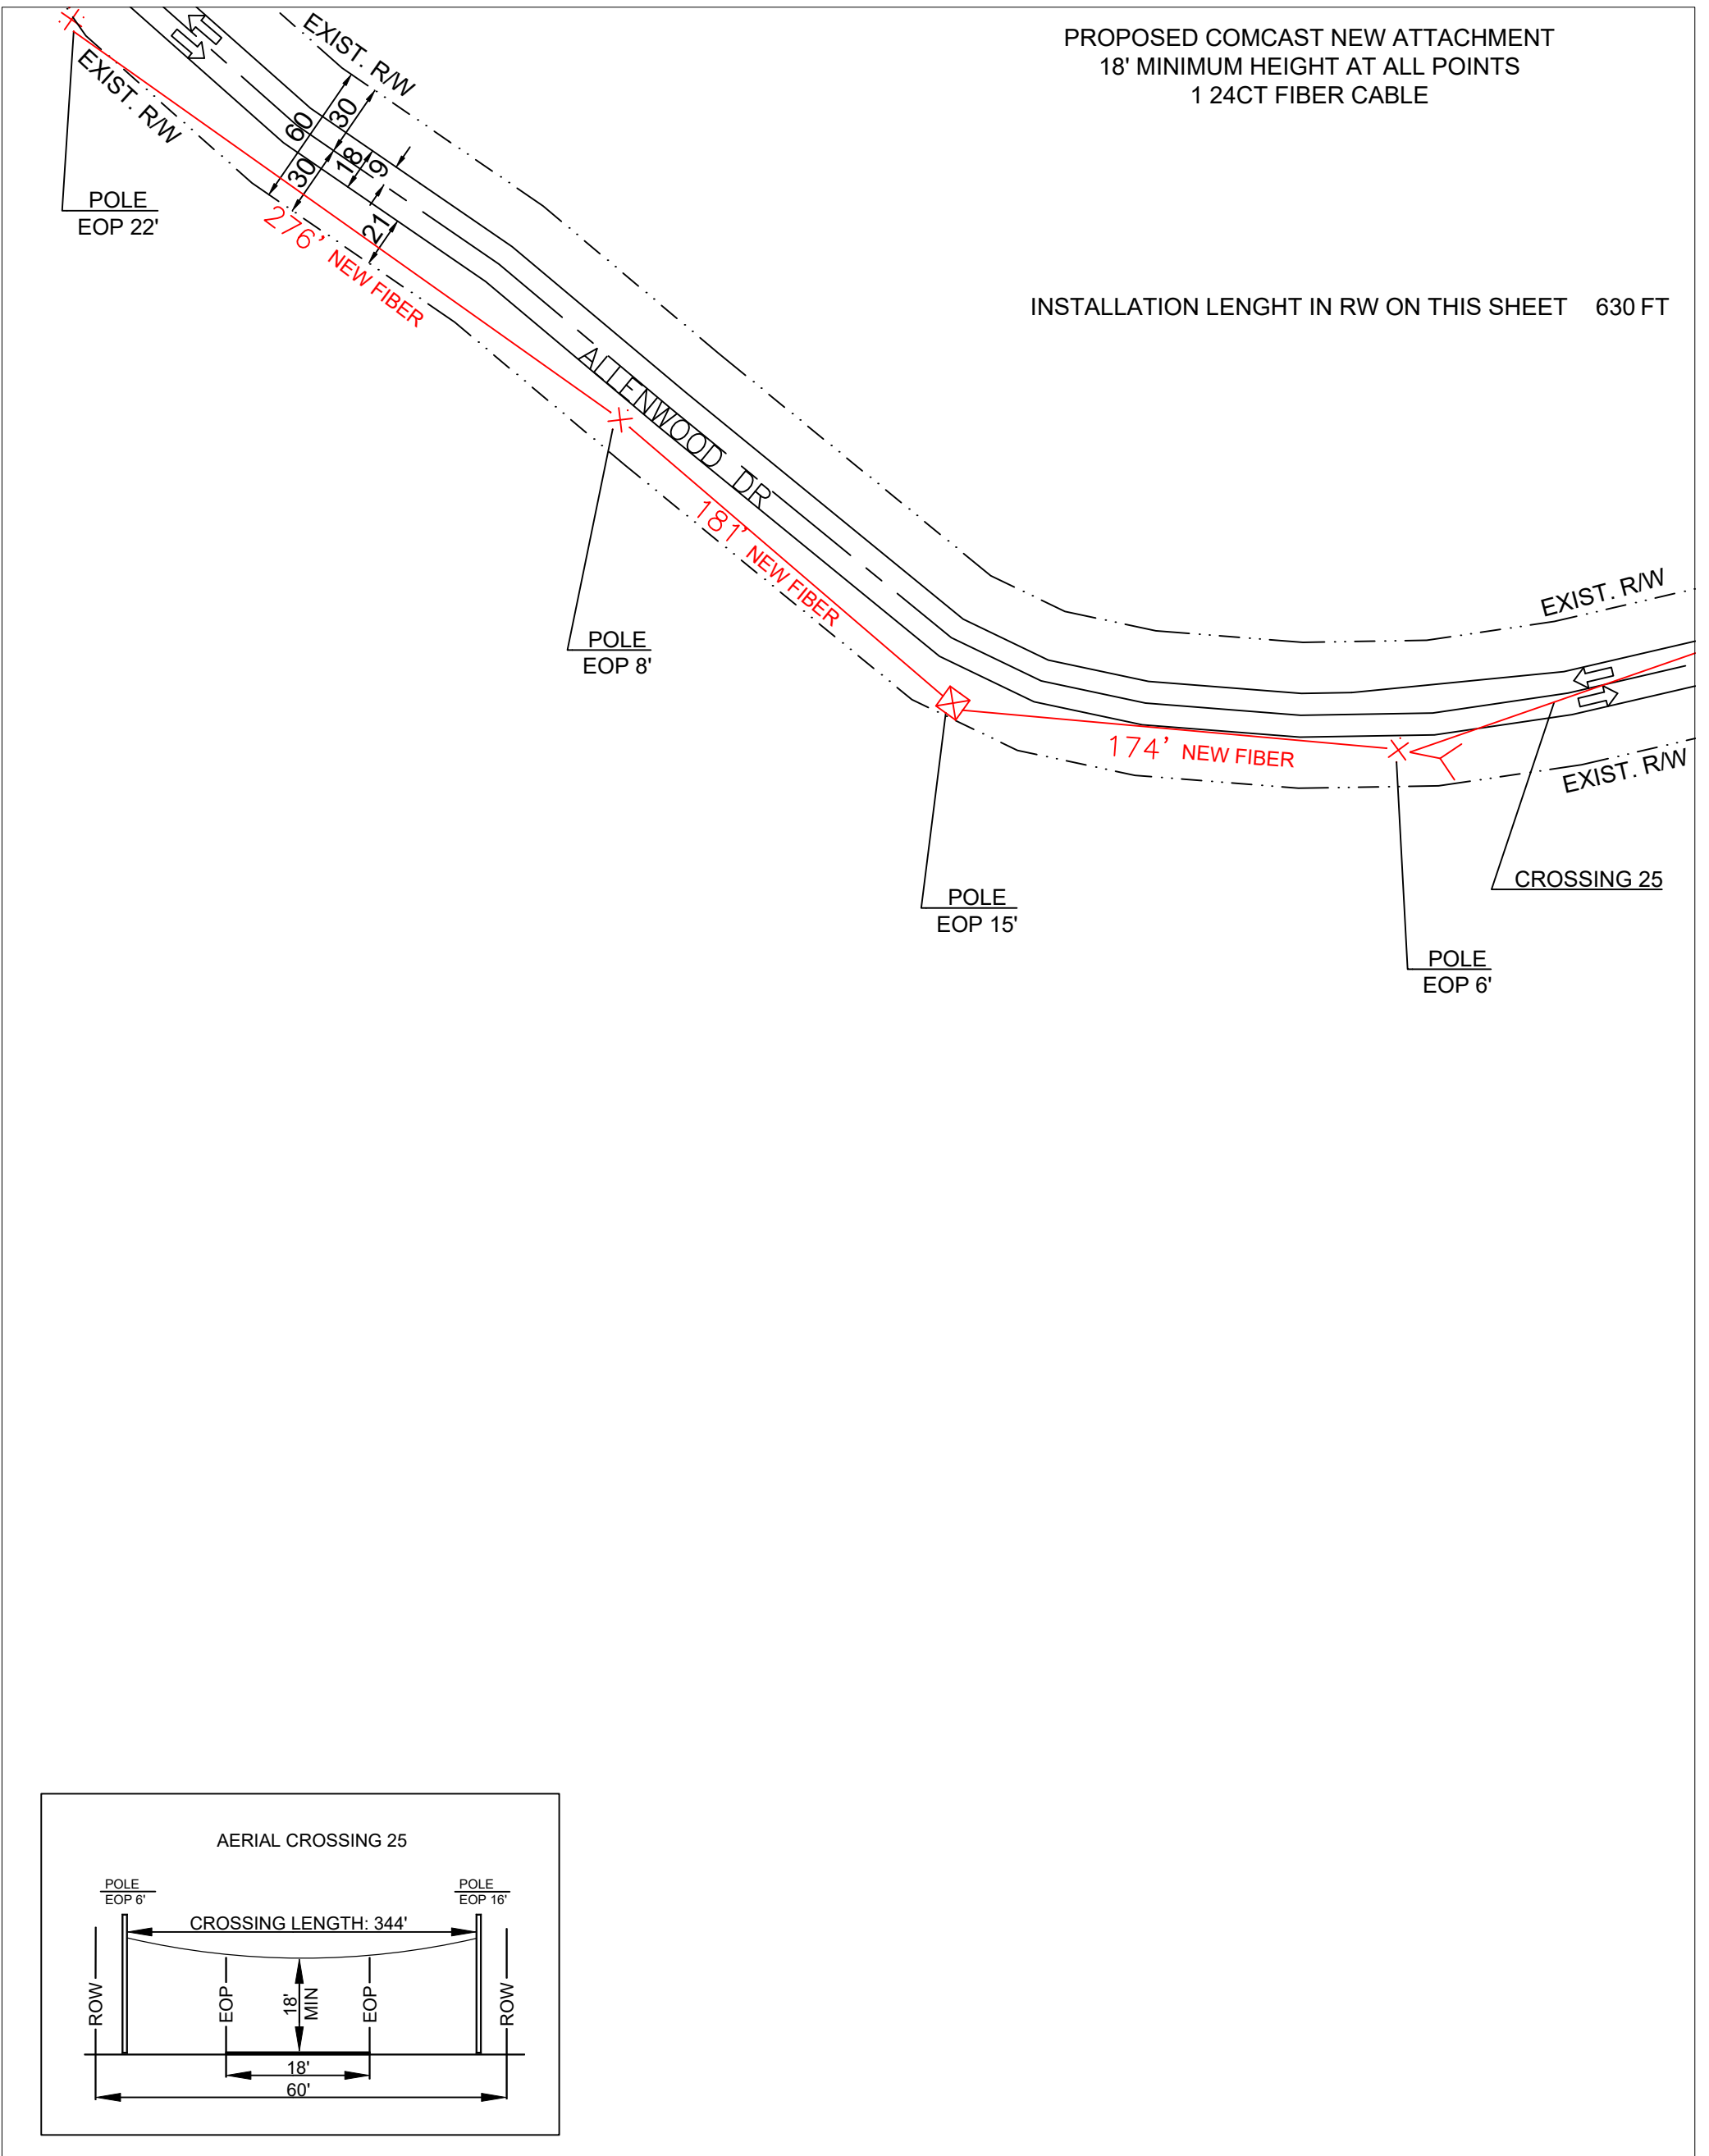 PROPOSED COMCAST NEW ATTACHMENT
18' MINIMUM HEIGHT AT ALL POINTS
1 24CT FIBER CABLE
EXIST. R/W
EXIST. R/W
60
30
30
18
9
21
POLE
EOP 22'
276' NEW FIBER
INSTALLATION LENGHT IN RW ON THIS SHEET 630 FT
ALLENWOOD DR
181' NEW FIBER
POLE
EOP 8'
EXIST. R/W
174' NEW FIBER
EXIST. R/W
CROSSING 25
POLE
EOP 15'
POLE
EOP 6'
AERIAL CROSSING 25
POLE
EOP 6'
POLE
EOP 16'
CROSSING LENGTH: 344'
ROW
EOP
18'
MIN
EOP
ROW
18'
60'